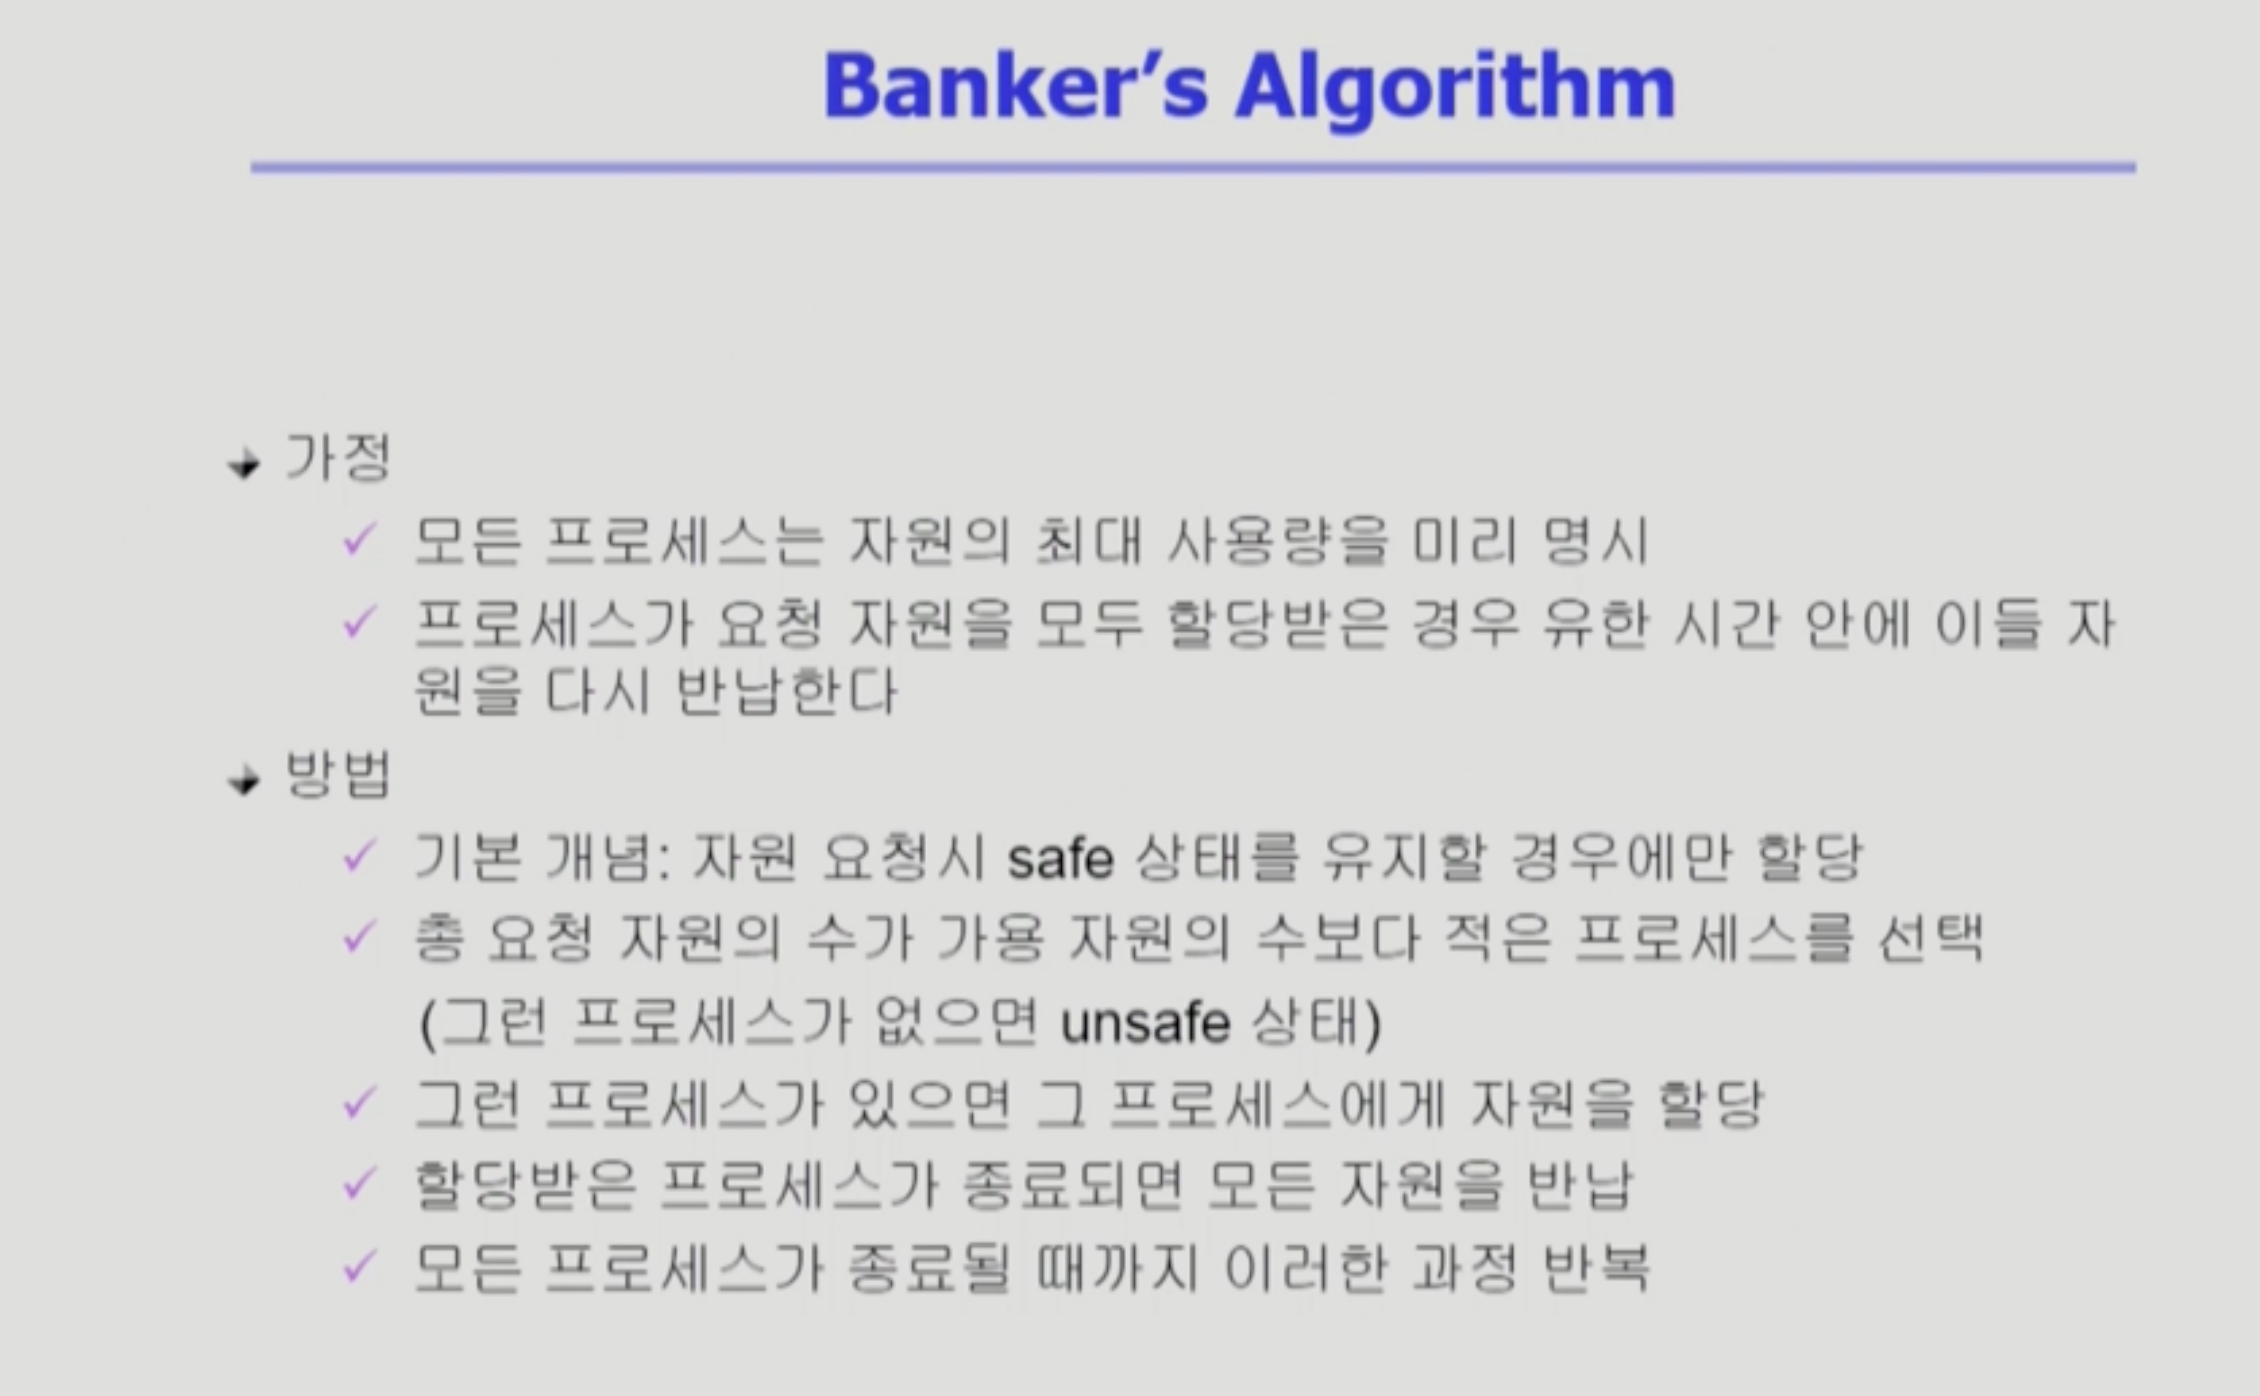 Banker's Algorithm
가정
모든 프로세스는 자원의 최대 사용량을 미리 명시
프로세스가 요청 자원을 모두 할당받은 경우 유한 시간 안에 이들 자
원을 다시 반납한다
방법
기본 개념: 자원 요청시 safe 상태를 유지할 경우에만 할당
총 요청 자원의 수가 가용 자원의 수보다 적은 프로세스를 선택
(그런 프로세스가 없으면 unsafe 상태)
그런 프로세스가 있으면 그 프로세스에게 자원을 할당
할당받은 프로세스가 종료되면 모든 자원을 반납
모든 프로세스가 종료될 때까지 이러한 과정 반복